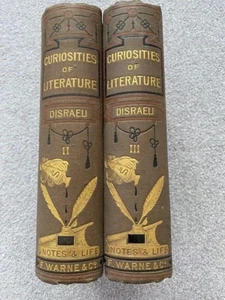 CURIOSITIES
OF
LITERATURE
DISRAELI
II
NOTES & LIFE
F. WARNE & Co
CURIOSITIES
OF
LITERATURE
DISRAELI
III
NOTES & LIFE
F. WARNE & Co